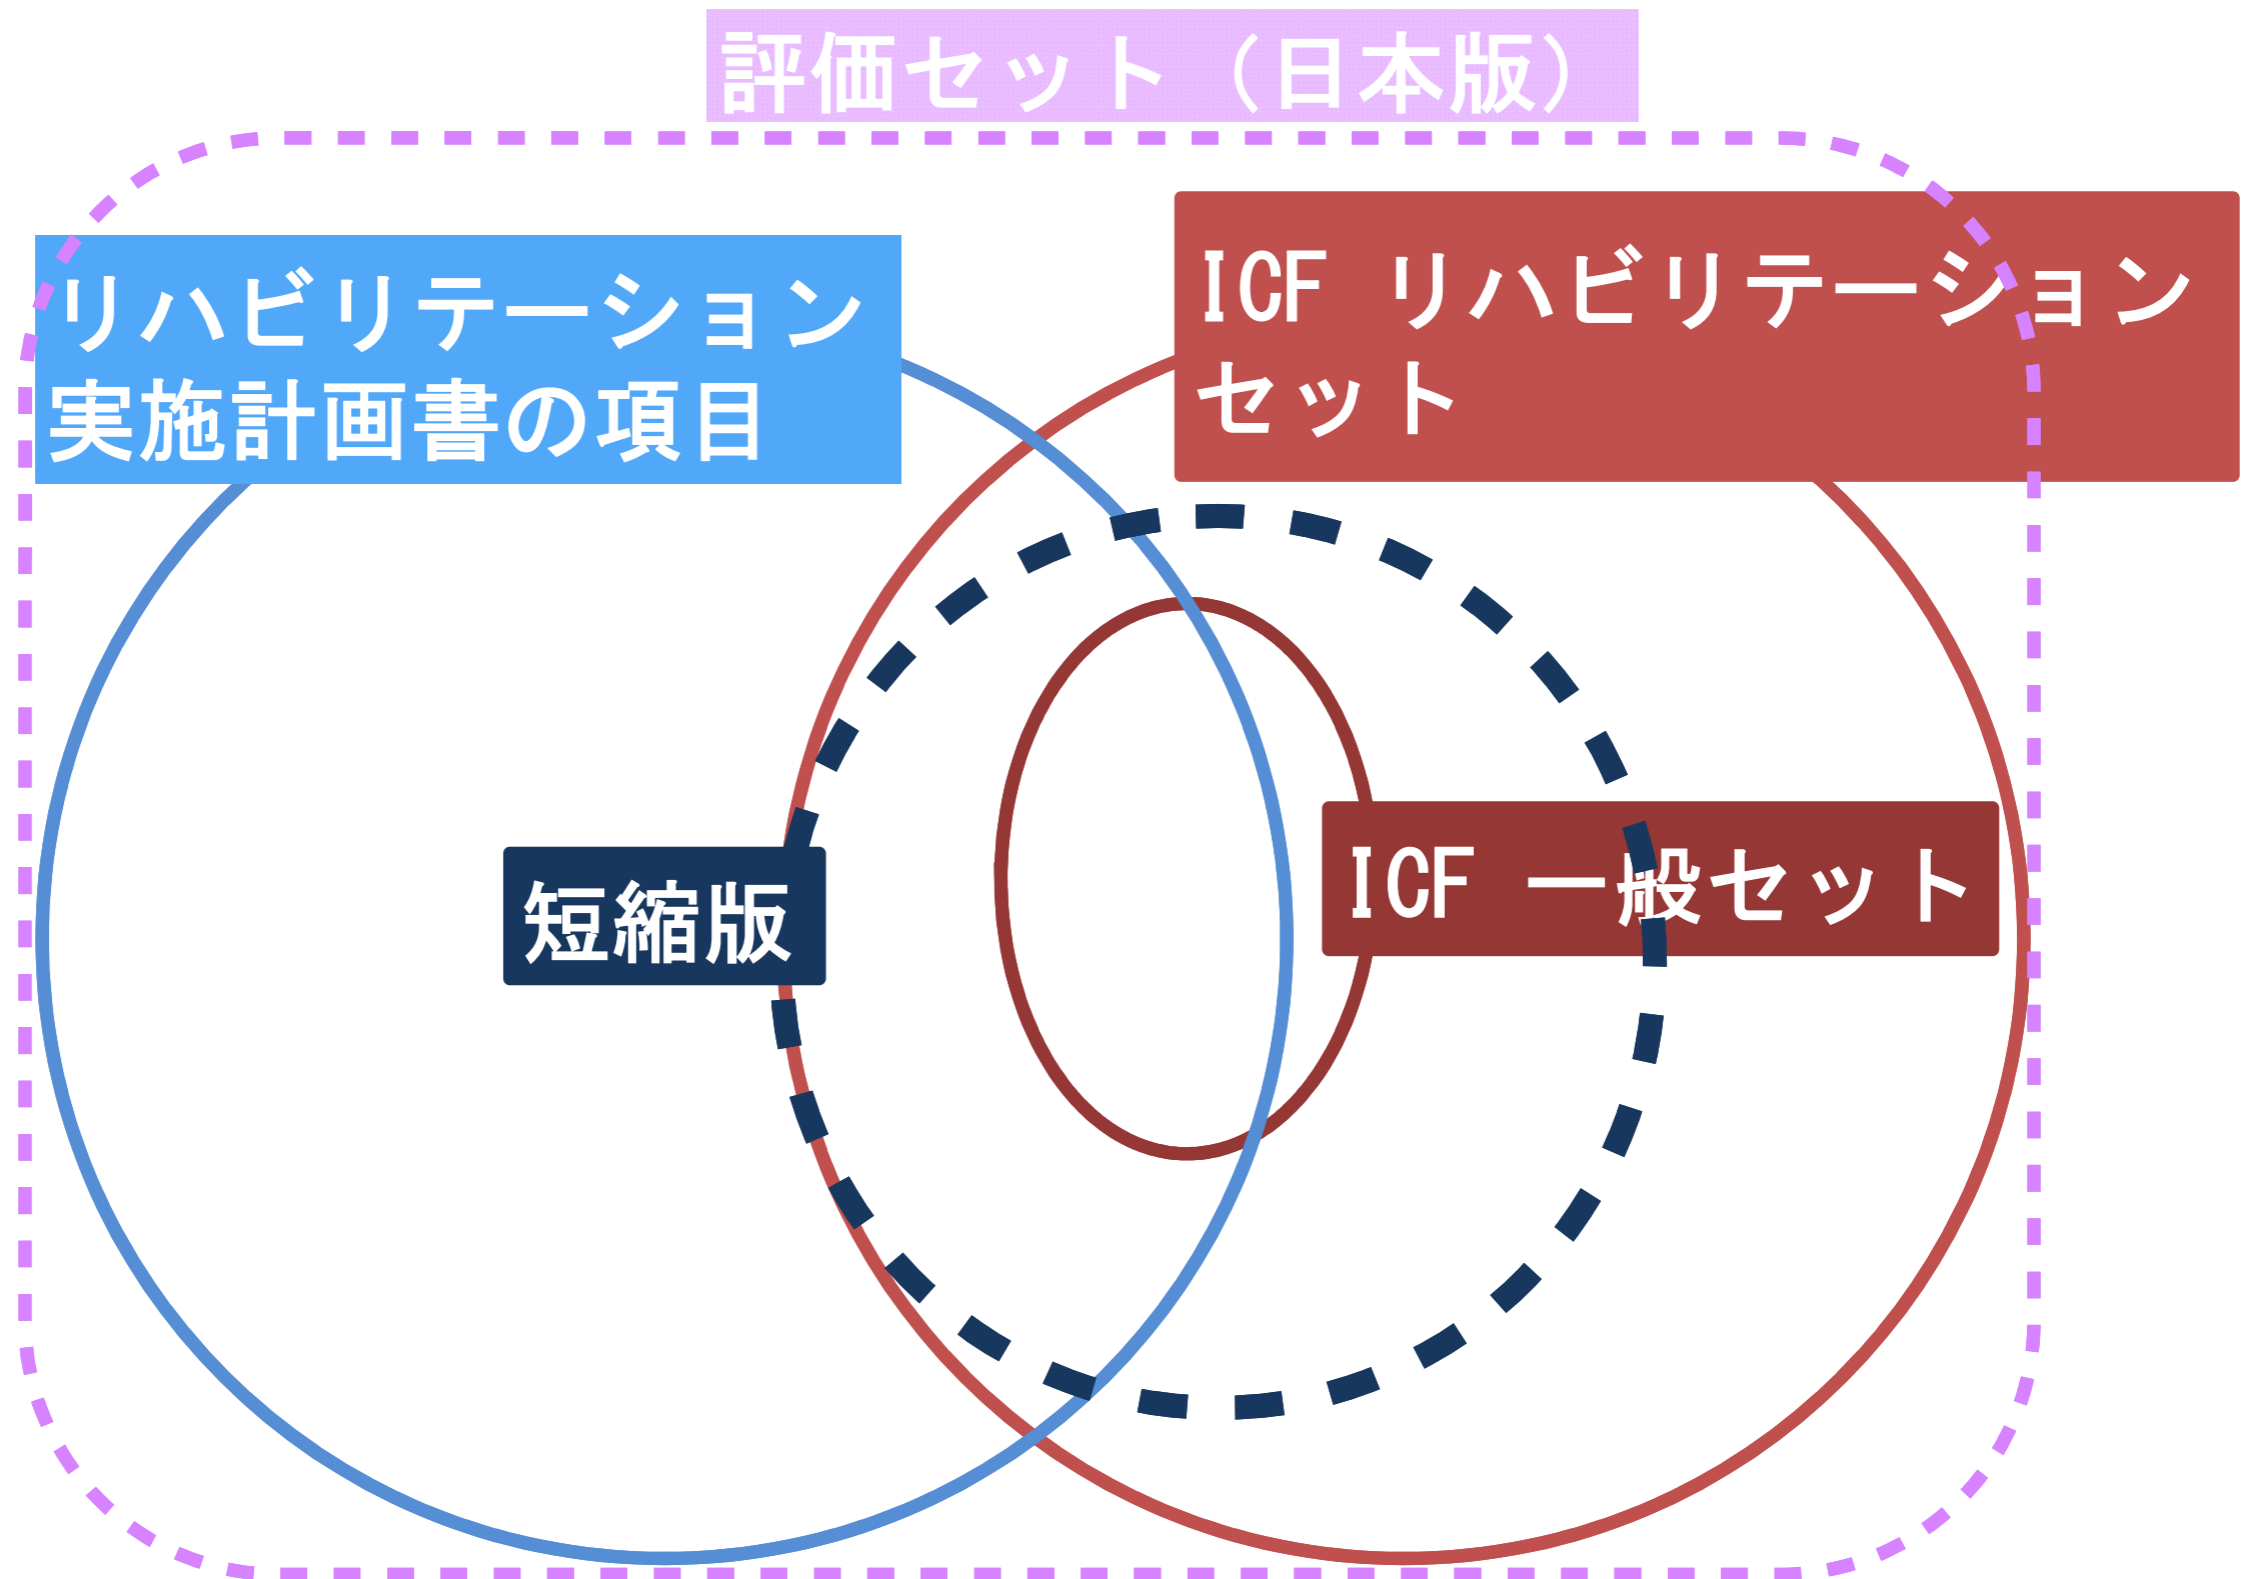 評価セット（日本版）
リハビリテーション
実施計画書の項目
ICF リハビリテーション
セット
短縮版
ICF 一般セット